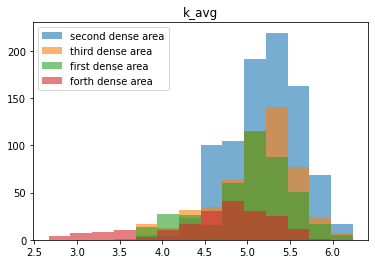 k_avg
second dense area
third dense area
first dense area
forth dense area
200
150
100
50
0
2.5 3.0 3.5 4.0 4.5 5.0 5.5 6.0